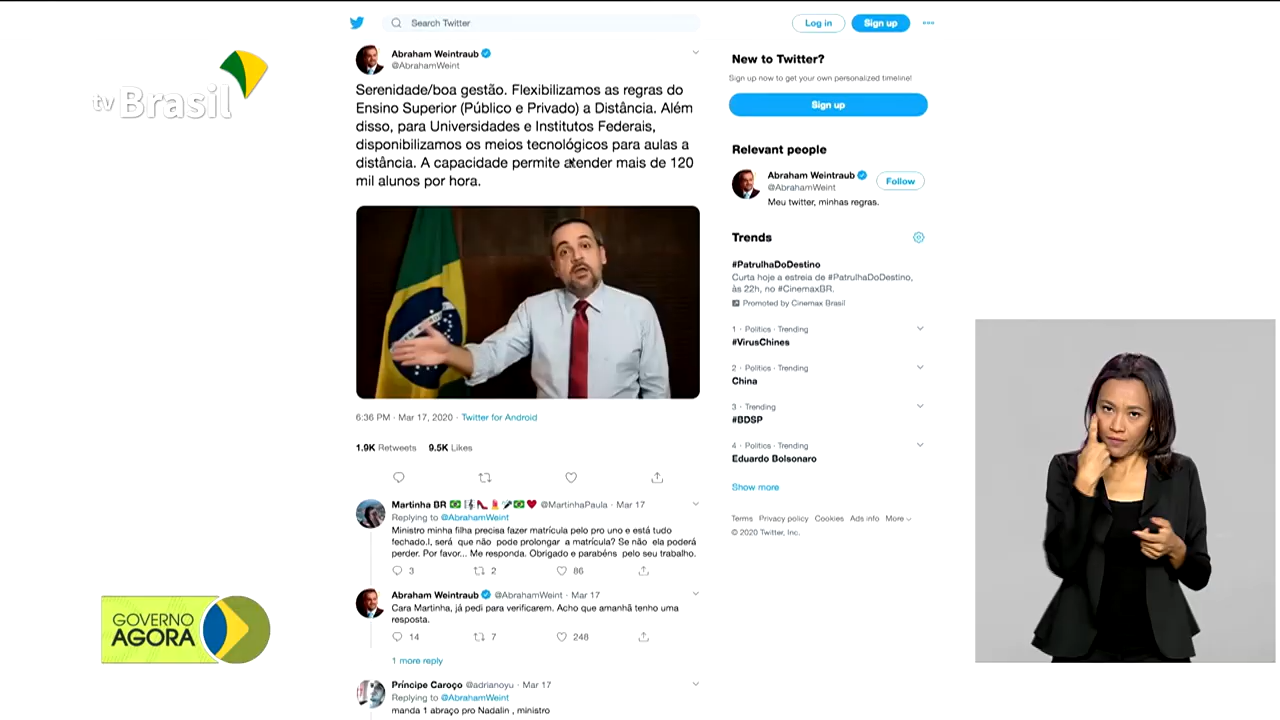 tv Brasil
Search Twitter
Log in
Sign up
Abraham Weintraub
@AbrahamWeint
Serenidade/boa gestão. Flexibilizamos as regras do
Ensino Superior (Público e Privado) a Distância. Além
disso, para Universidades e Institutos Federais,
disponibilizamos os meios tecnológicos para aulas a
distância. A capacidade permite atender mais de 120
mil alunos por hora.
6:36 PM · Mar 17, 2020 · Twitter for Android
1.9K Retweets 9.5K Likes
Martinha BR @MartinhaPaula · Mar 17
Replying to @AbrahamWeint
Ministro minha filha precisa fazer matrícula pelo pro uno e está tudo
fechado.I, será que não pode prolongar a matrícula? Se não ela poderá
perder. Por favor... Me responda. Obrigado e parabéns pelo seu trabalho.
3 2 86
Abraham Weintraub @AbrahamWeint · Mar 17
Cara Martinha, já pedi para verificarem. Acho que amanhã tenho uma
resposta.
14 7 248
1 more reply
Príncipe Caroço @adrianoyu · Mar 17
Replying to @AbrahamWeint
manda 1 abraço pro Nadalin , ministro
New to Twitter?
Sign up now to get your own personalized timeline!
Sign up
Relevant people
Abraham Weintraub
@AbrahamWeint
Follow
Meu twitter, minhas regras.
Trends
#PatrulhaDoDestino
Curta hoje a estreia de #PatrulhaDoDestino,
às 22h, no #CinemaxBR.
Promoted by Cinemax Brasil
1 · Politics · Trending
#VirusChines
2 · Politics · Trending
China
3 · Trending
#BDSP
4 · Politics · Trending
Eduardo Bolsonaro
Show more
Terms Privacy policy Cookies Ads info More
© 2020 Twitter, Inc.
GOVERNO
AGORA